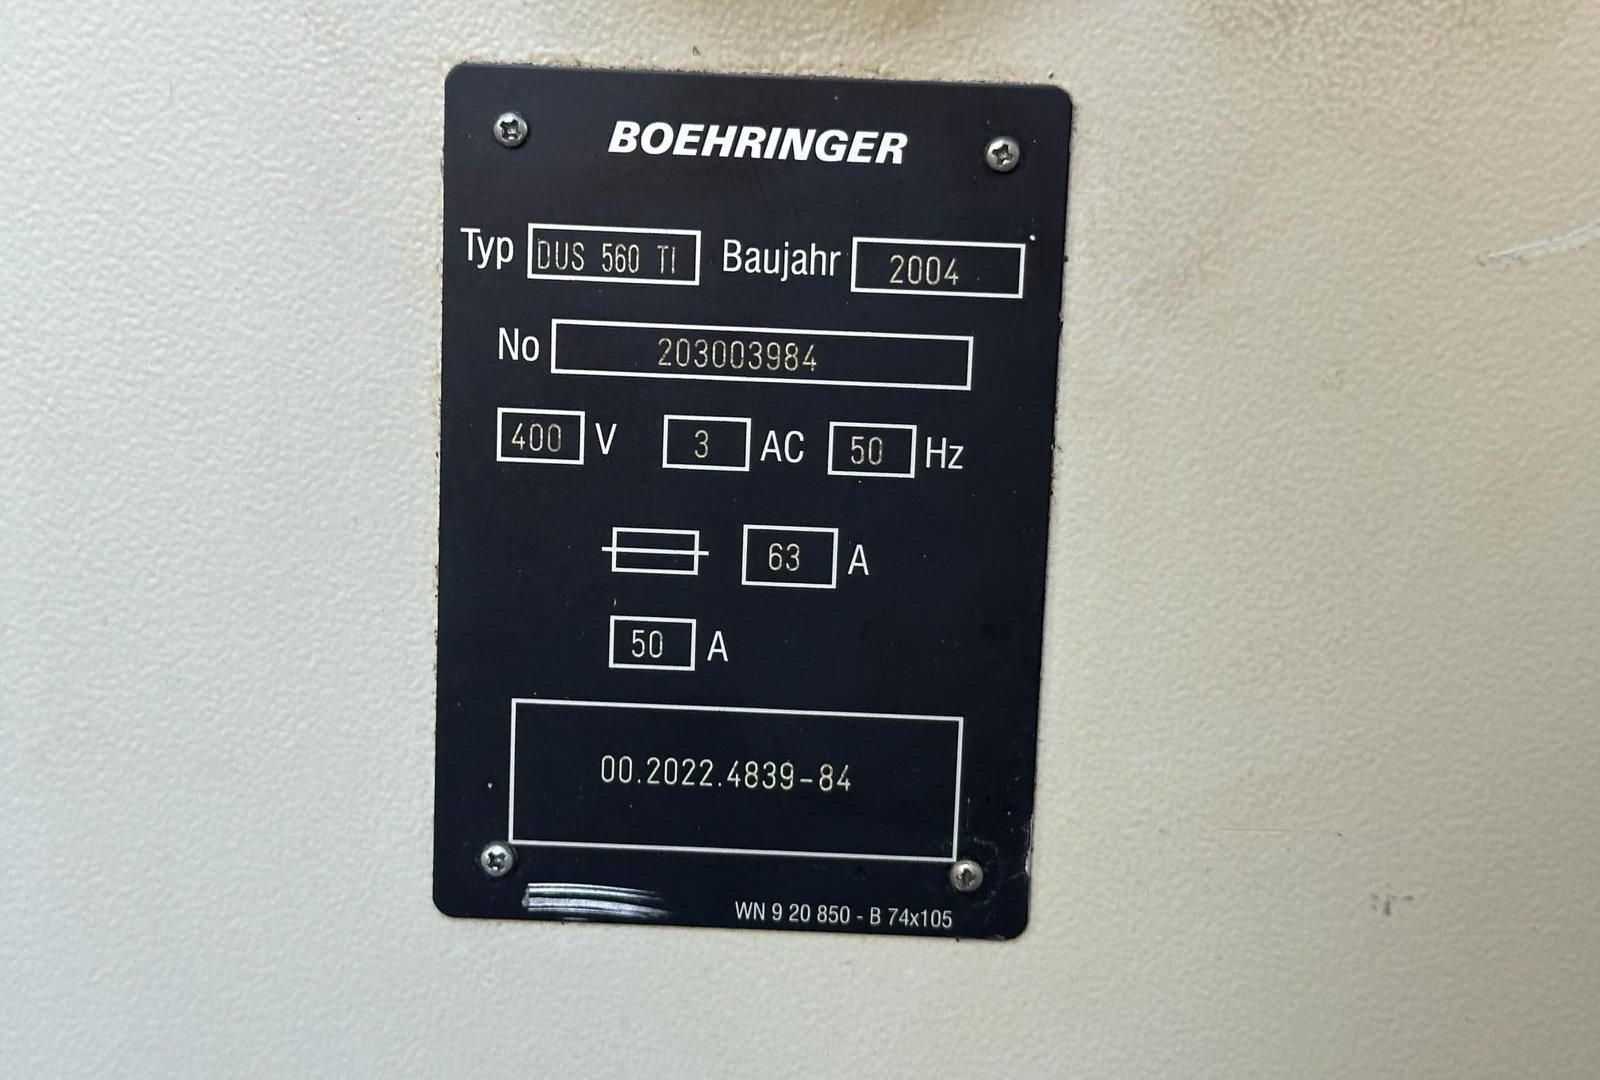 BOEHRINGER
Typ DUS 560 TI Baujahr 2004
No 203003984
400 V 3 AC 50 Hz
63 A
50 A
00.2022.4839-84
WN 9 20 850 - B 74x105